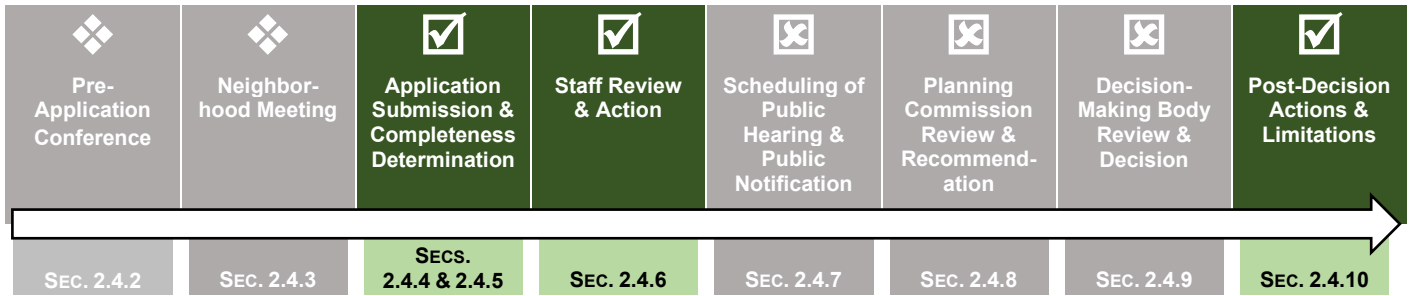 Pre-
Application
Conference
Neighbor-
hood Meeting
Application
Submission &
Completeness
Determination
Staff Review
& Action
Scheduling of
Public
Hearing &
Public
Notification
Planning
Commission
Review &
Recommend-
ation
Decision-
Making Body
Review &
Decision
Post-Decision
Actions &
Limitations
SEC. 2.4.2
SEC. 2.4.3
SECS.
2.4.4 & 2.4.5
SEC. 2.4.6
SEC. 2.4.7
SEC. 2.4.8
SEC. 2.4.9
SEC. 2.4.10